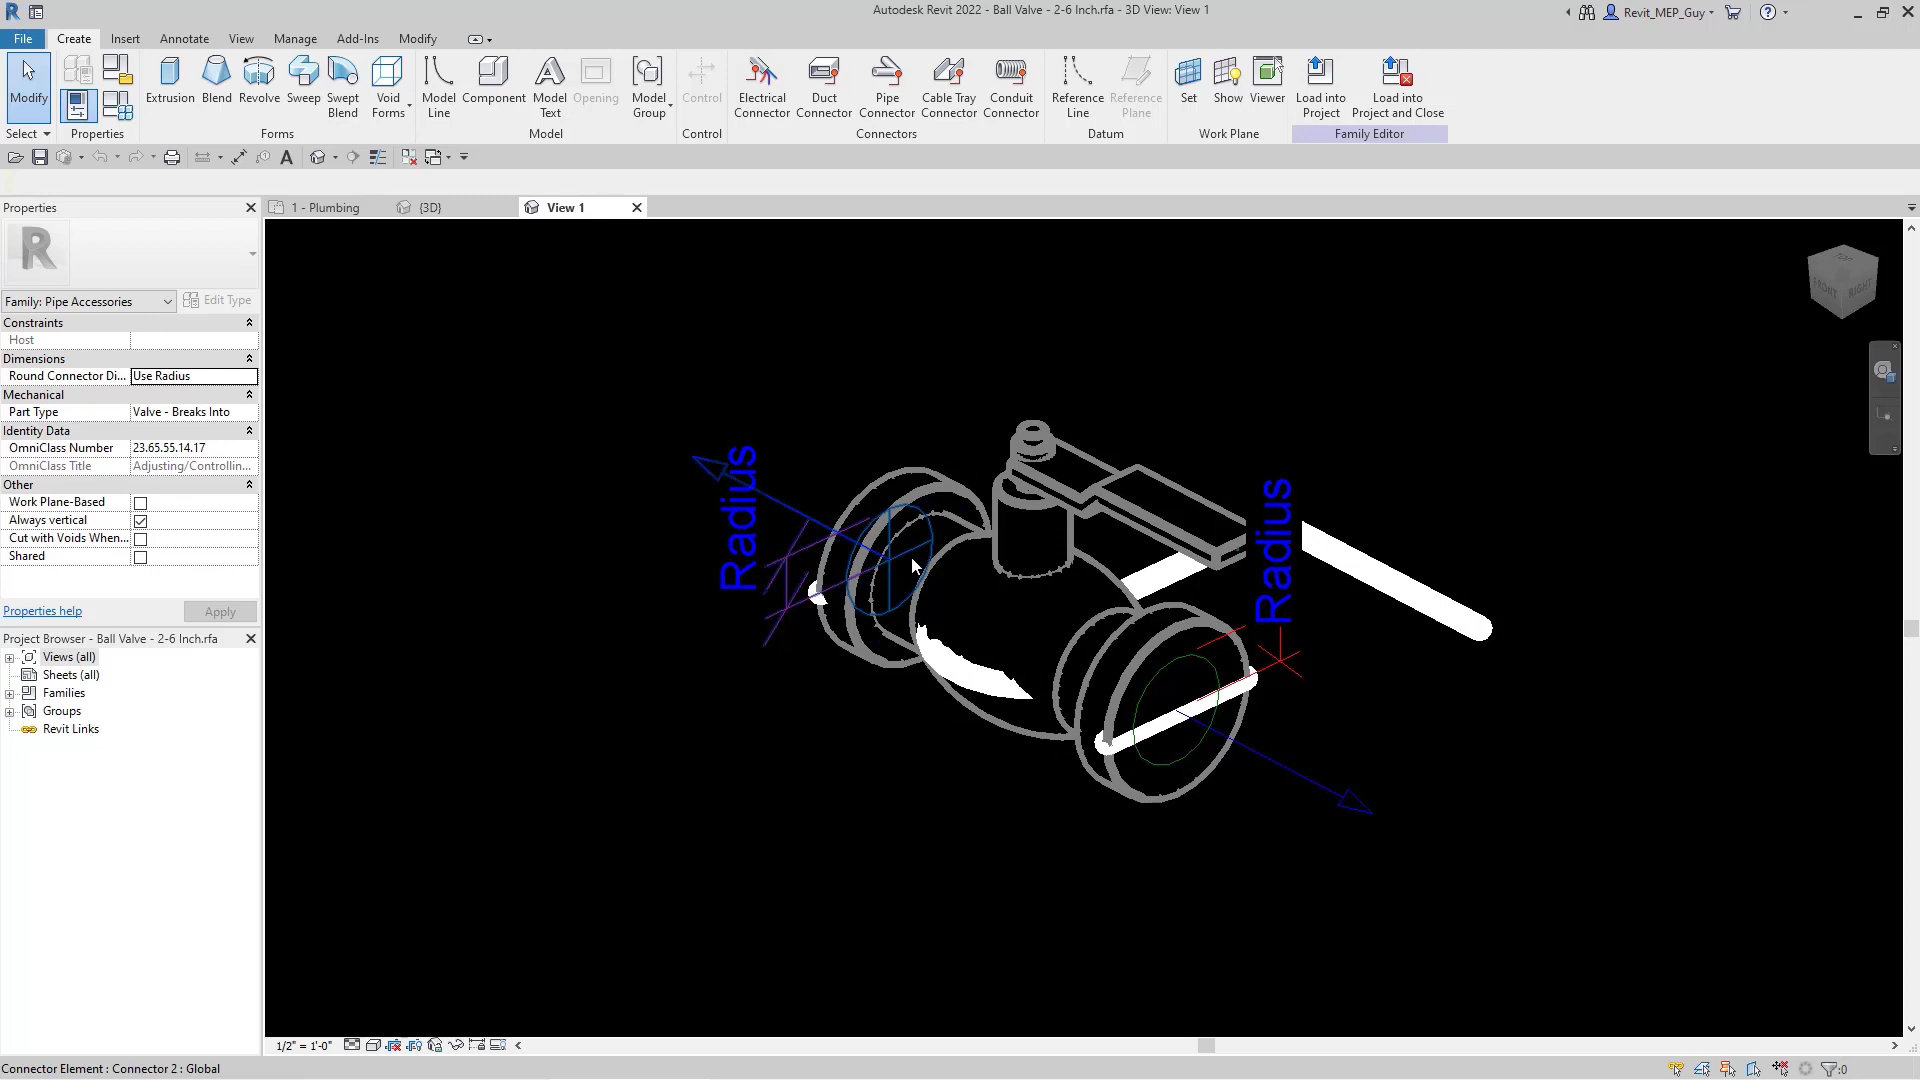 Autodesk Revit 2022 - Ball Valve - 2-6 Inch.rfa - 3D View: View 1
Revit_MEP_Guy
File Create Insert Annotate View Manage Add-Ins Modify
Modify
Extrusion Blend Revolve Sweep Swept Blend Void Forms
Model Line Component Model Text Opening Model Group
Control
Electrical Connector Duct Connector Pipe Connector Cable Tray Connector Conduit Connector
Reference Line Reference Plane
Set Show Viewer
Load into Project Load into Project and Close
Select Properties Forms Model Control Connectors Datum Work Plane Family Editor
Properties
1 - Plumbing {3D} View 1
Family: Pipe Accessories Edit Type
Constraints
Host
Dimensions
Round Connector Di... Use Radius
Mechanical
Part Type Valve - Breaks Into
Identity Data
OmniClass Number 23.65.55.14.17
OmniClass Title Adjusting/Controllin...
Other
Work Plane-Based
Always vertical
Cut with Voids When...
Shared
Properties help Apply
Project Browser - Ball Valve - 2-6 Inch.rfa
Views (all)
Sheets (all)
Families
Groups
Revit Links
Radius
Radius
TOP
FRONT RIGHT
1/2" = 1'-0"
Connector Element : Connector 2 : Global
:0